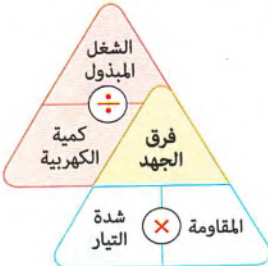 الشغل
المبذول
÷
كمية
الكهربية
فرق
الجهد
المقاومة
×
شدة
التيار